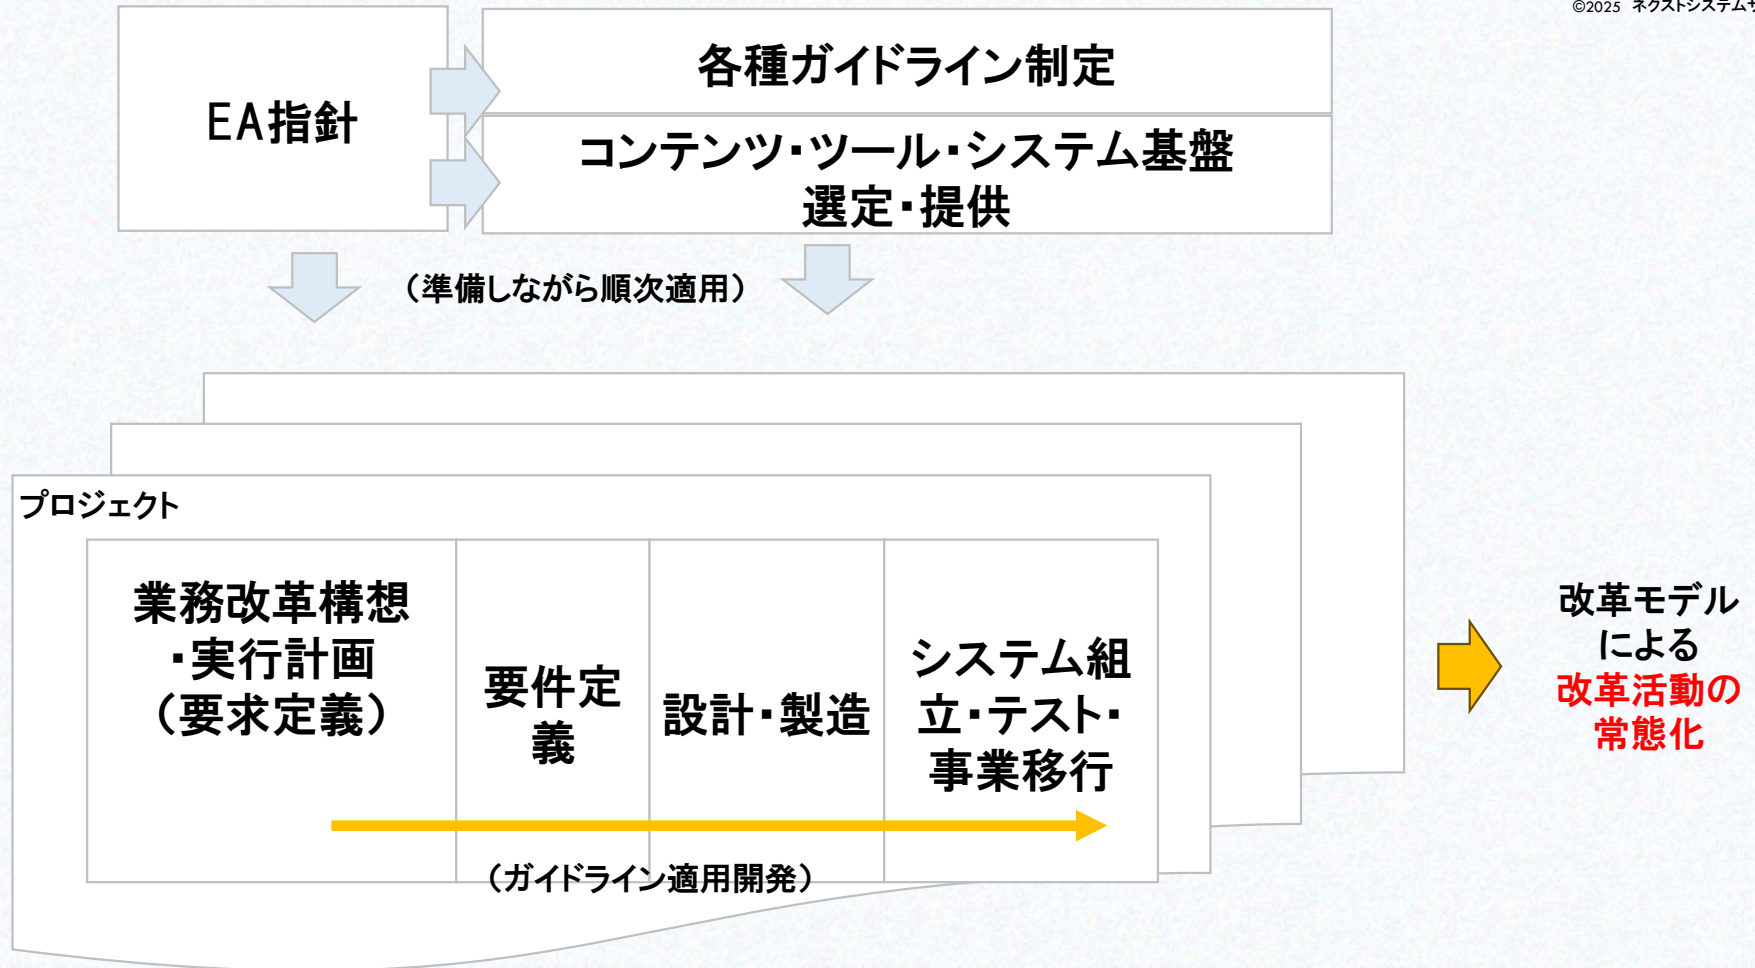 ©2025 ネクストシステムサ
EA指針
各種ガイドライン制定
コンテンツ・ツール・システム基盤
選定・提供
（準備しながら順次適用）
プロジェクト
業務改革構想
・実行計画
（要求定義）
要件定
義
設計・製造
システム組
立・テスト・
事業移行
（ガイドライン適用開発）
改革モデル
による
改革活動の
常態化